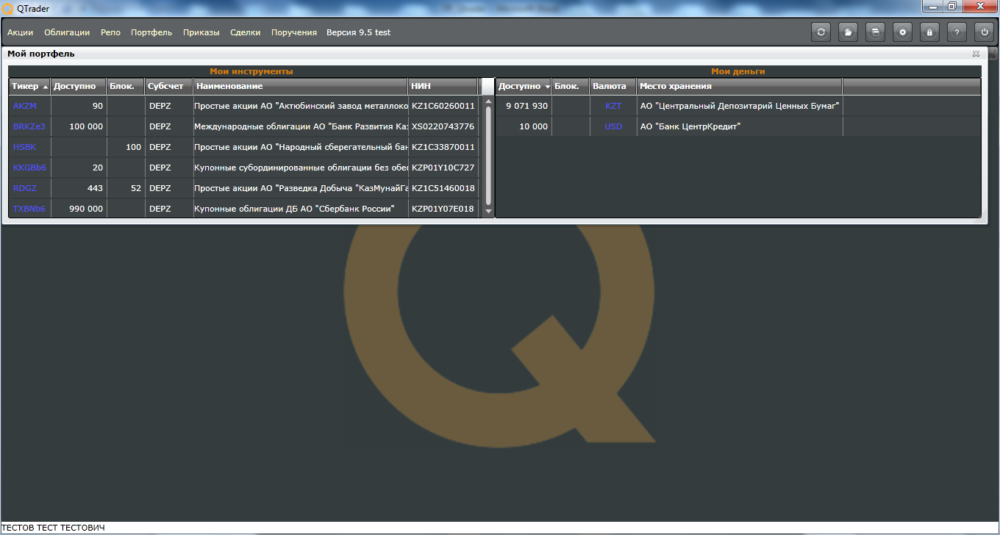 QTrader
Акции Облигации Репо Портфель Приказы Сделки Поручения Версия 9.5 test
Мой портфель
Мои инструменты Мои деньги
Тикер Доступно Блок. Субсчет Наименование НИН Доступно Блок. Валюта Место хранения
AKZM 90 DEPZ Простые акции АО "Актюбинский завод металлоко KZ1C60260011 9 071 930 KZT АО "Центральный Депозитарий Ценных Бумаг"
BRKZe3 100 000 DEPZ Международные облигации АО "Банк Развития Каз XS0220743776 10 000 USD АО "Банк ЦентрКредит"
HSBK 100 DEPZ Простые акции АО "Народный сберегательный бан KZ1C33870011
KKGBb6 20 DEPZ Купонные субординированные облигации без обес KZP01Y10C727
RDGZ 443 52 DEPZ Простые акции АО "Разведка Добыча "КазМунайГа KZ1C51460018
TXBNb6 990 000 DEPZ Купонные облигации ДБ АО "Сбербанк России" KZP01Y07E018
ТЕСТОВ ТЕСТ ТЕСТОВИЧ